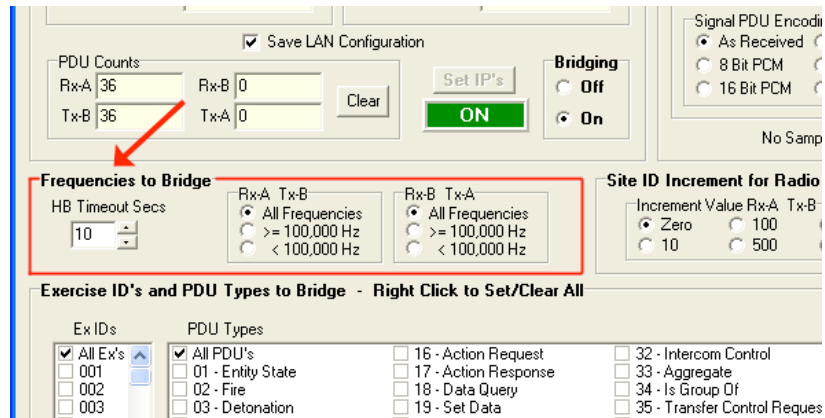 Signal PDU Encodi
Save LAN Configuration
As Received
PDU Counts
Bridging
8 Bit PCM
Rx-A 36 Rx-B 0
Set IP's
Off
16 Bit PCM
Clear
Tx-B 36 Tx-A 0
ON
On
No Samp
Frequencies to Bridge
Site ID Increment for Radio
HB Timeout Secs
10
Rx-A Tx-B
All Frequencies
>= 100,000 Hz
< 100,000 Hz
Rx-B Tx-A
All Frequencies
>= 100,000 Hz
< 100,000 Hz
Increment Value Rx-A Tx-B
Zero 100
10 500
Exercise ID's and PDU Types to Bridge - Right Click to Set/Clear All
Ex IDs
All Ex's
001
002
003
PDU Types
All PDU's
01 - Entity State
02 - Fire
03 - Detonation
16 - Action Request
17 - Action Response
18 - Data Query
19 - Set Data
32 - Intercom Control
33 - Aggregate
34 - Is Group Of
35 - Transfer Control Reques